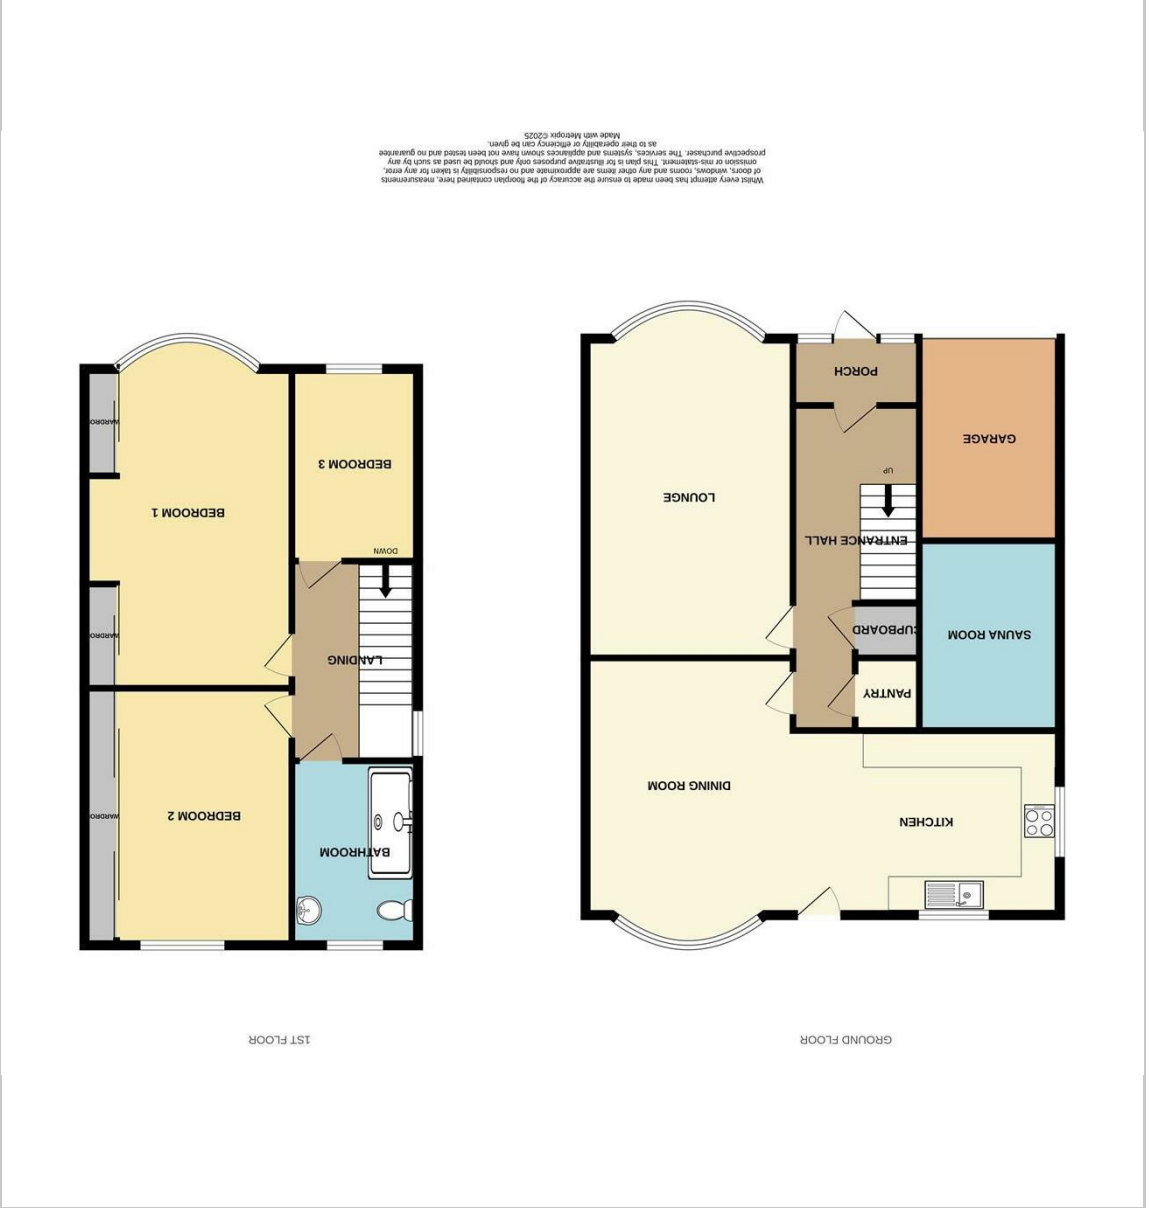 GROUND FLOOR
1ST FLOOR
KITCHEN
DINING ROOM
PANTRY
SAUNA ROOM
CUPBOARD
ENTRANCE HALL
UP
LOUNGE
GARAGE
PORCH
BATHROOM
BEDROOM 2
WARDRO
LANDING
WARDRO
DOWN
BEDROOM 1
BEDROOM 3
WARDRO
Whilst every attempt has been made to ensure the accuracy of the floorplan contained here, measurements
of doors, windows, rooms and any other items are approximate and no responsibility is taken for any error,
omission or mis-statement. This plan is for illustrative purposes only and should be used as such by any
prospective purchaser. The services, systems and appliances shown have not been tested and no guarantee
as to their operability or efficiency can be given.
Made with Metropix ©2025